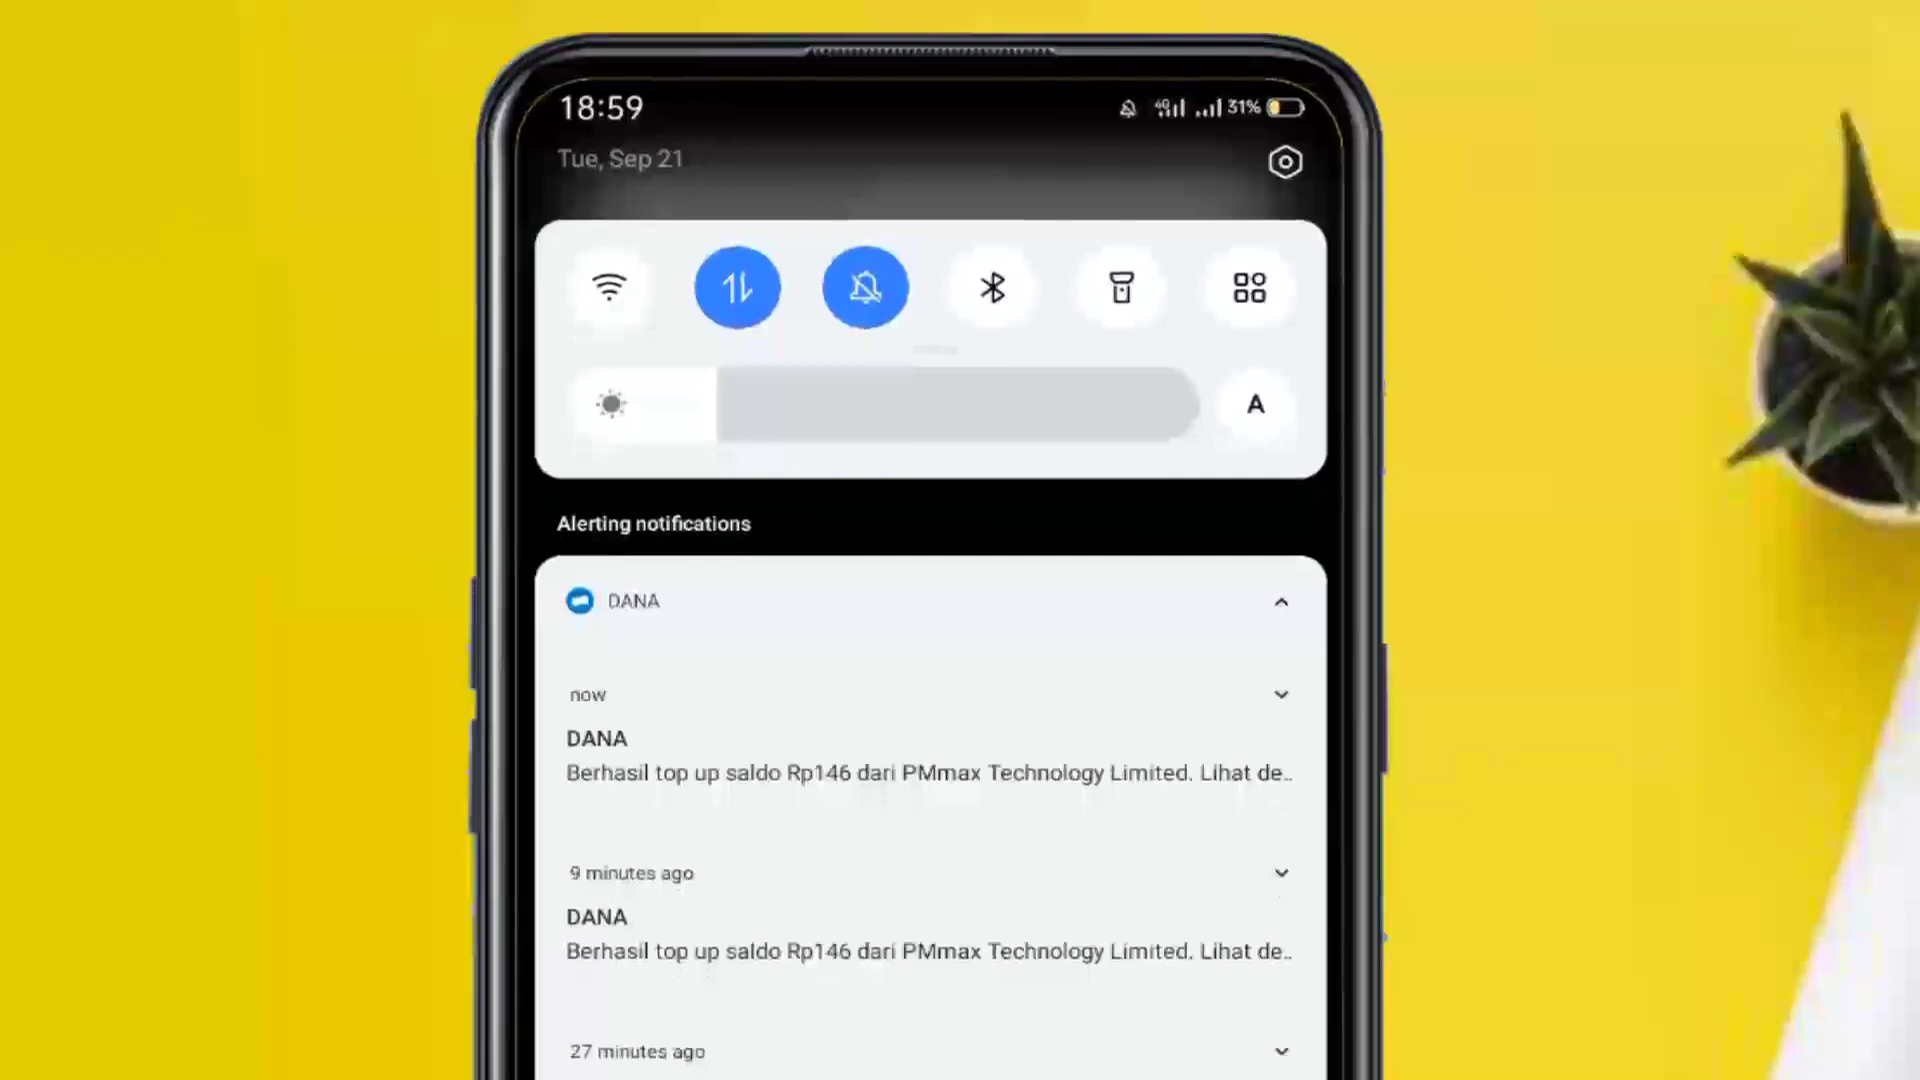 18:59
4G 31%
Tue, Sep 21
A
Alerting notifications
DANA
now
DANA
Berhasil top up saldo Rp146 dari PMmax Technology Limited. Lihat de..
9 minutes ago
DANA
Berhasil top up saldo Rp146 dari PMmax Technology Limited. Lihat de..
27 minutes ago